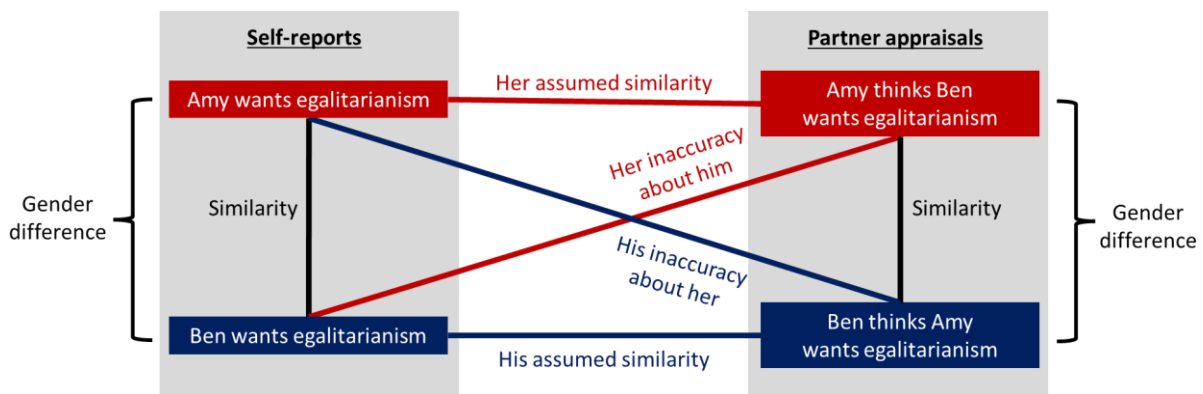 Self-reports
Partner appraisals
Amy wants egalitarianism
Her assumed similarity
Amy thinks Ben
wants egalitarianism
Her inaccuracy
about him
Gender
difference
Similarity
Similarity
Gender
difference
His inaccuracy
about her
Ben wants egalitarianism
His assumed similarity
Ben thinks Amy
wants egalitarianism